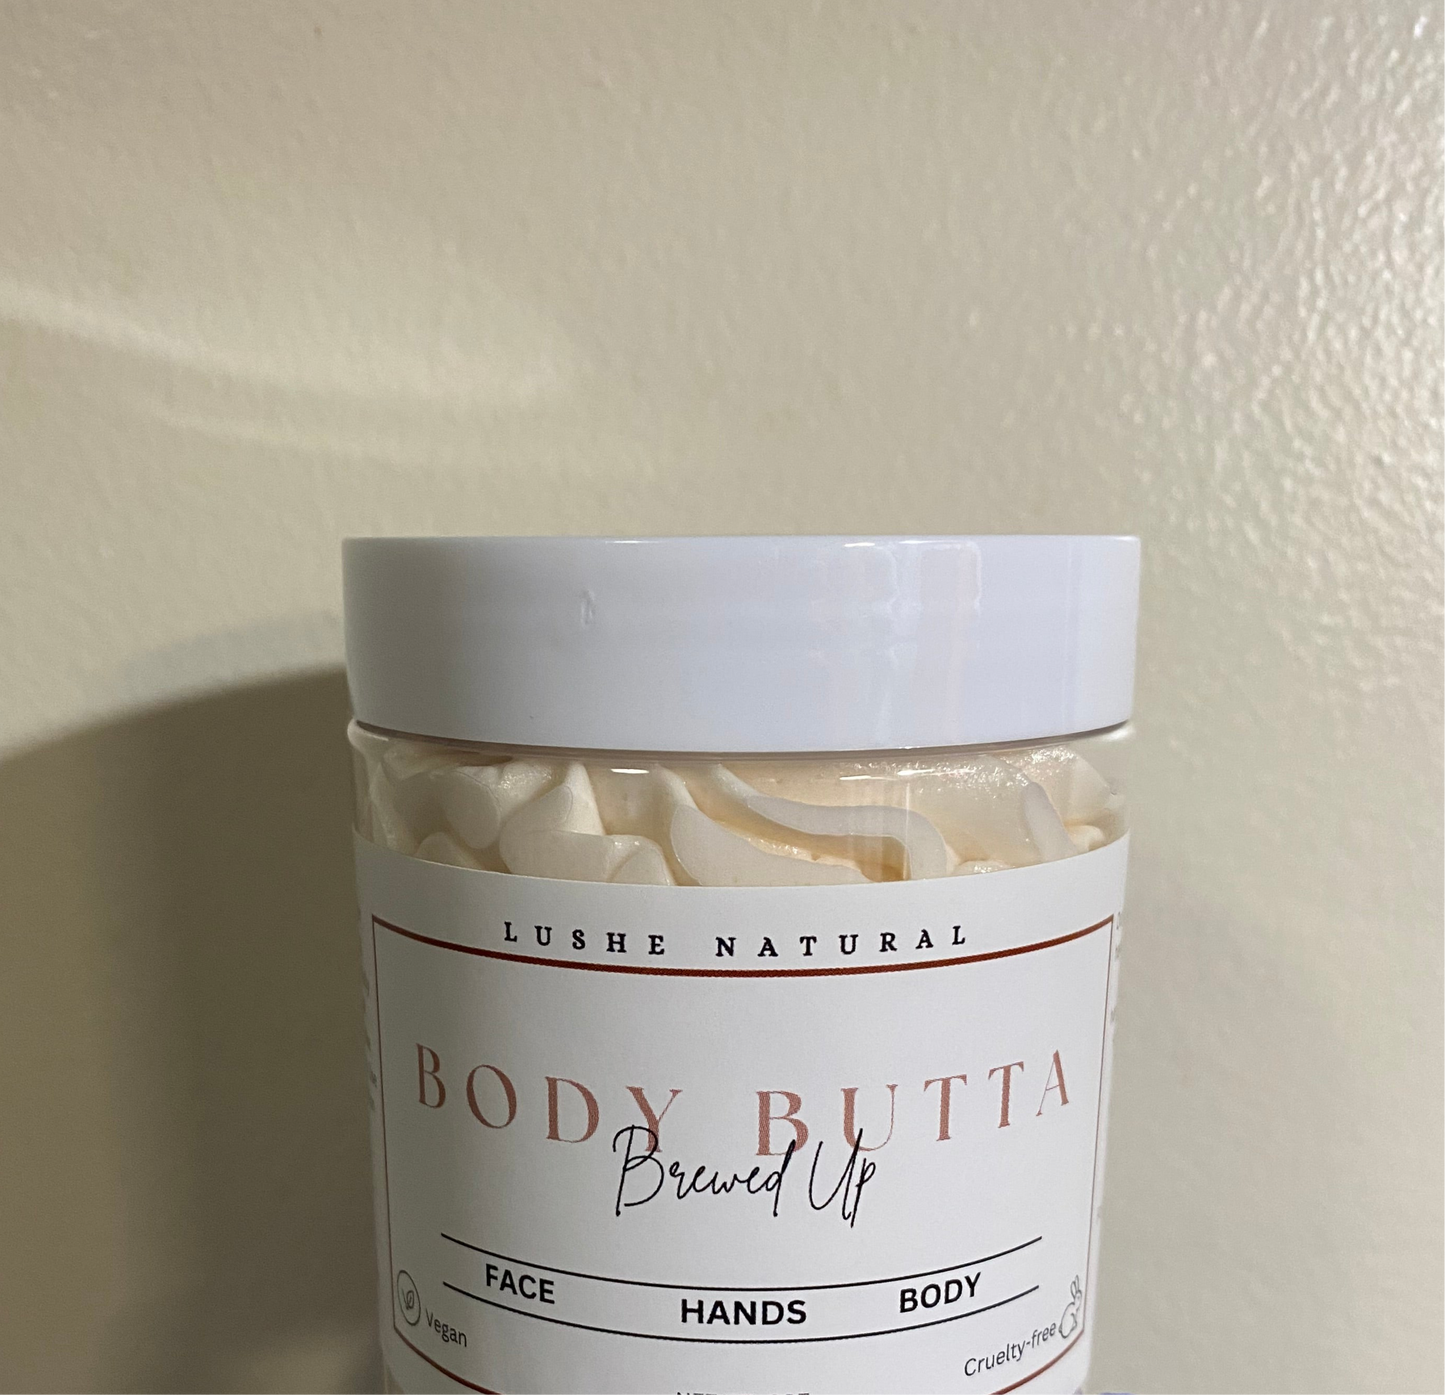 LUSHE NATURAL
BODY BUTTA
Brewed Up
FACE HANDS BODY
Vegan
Cruelty-free